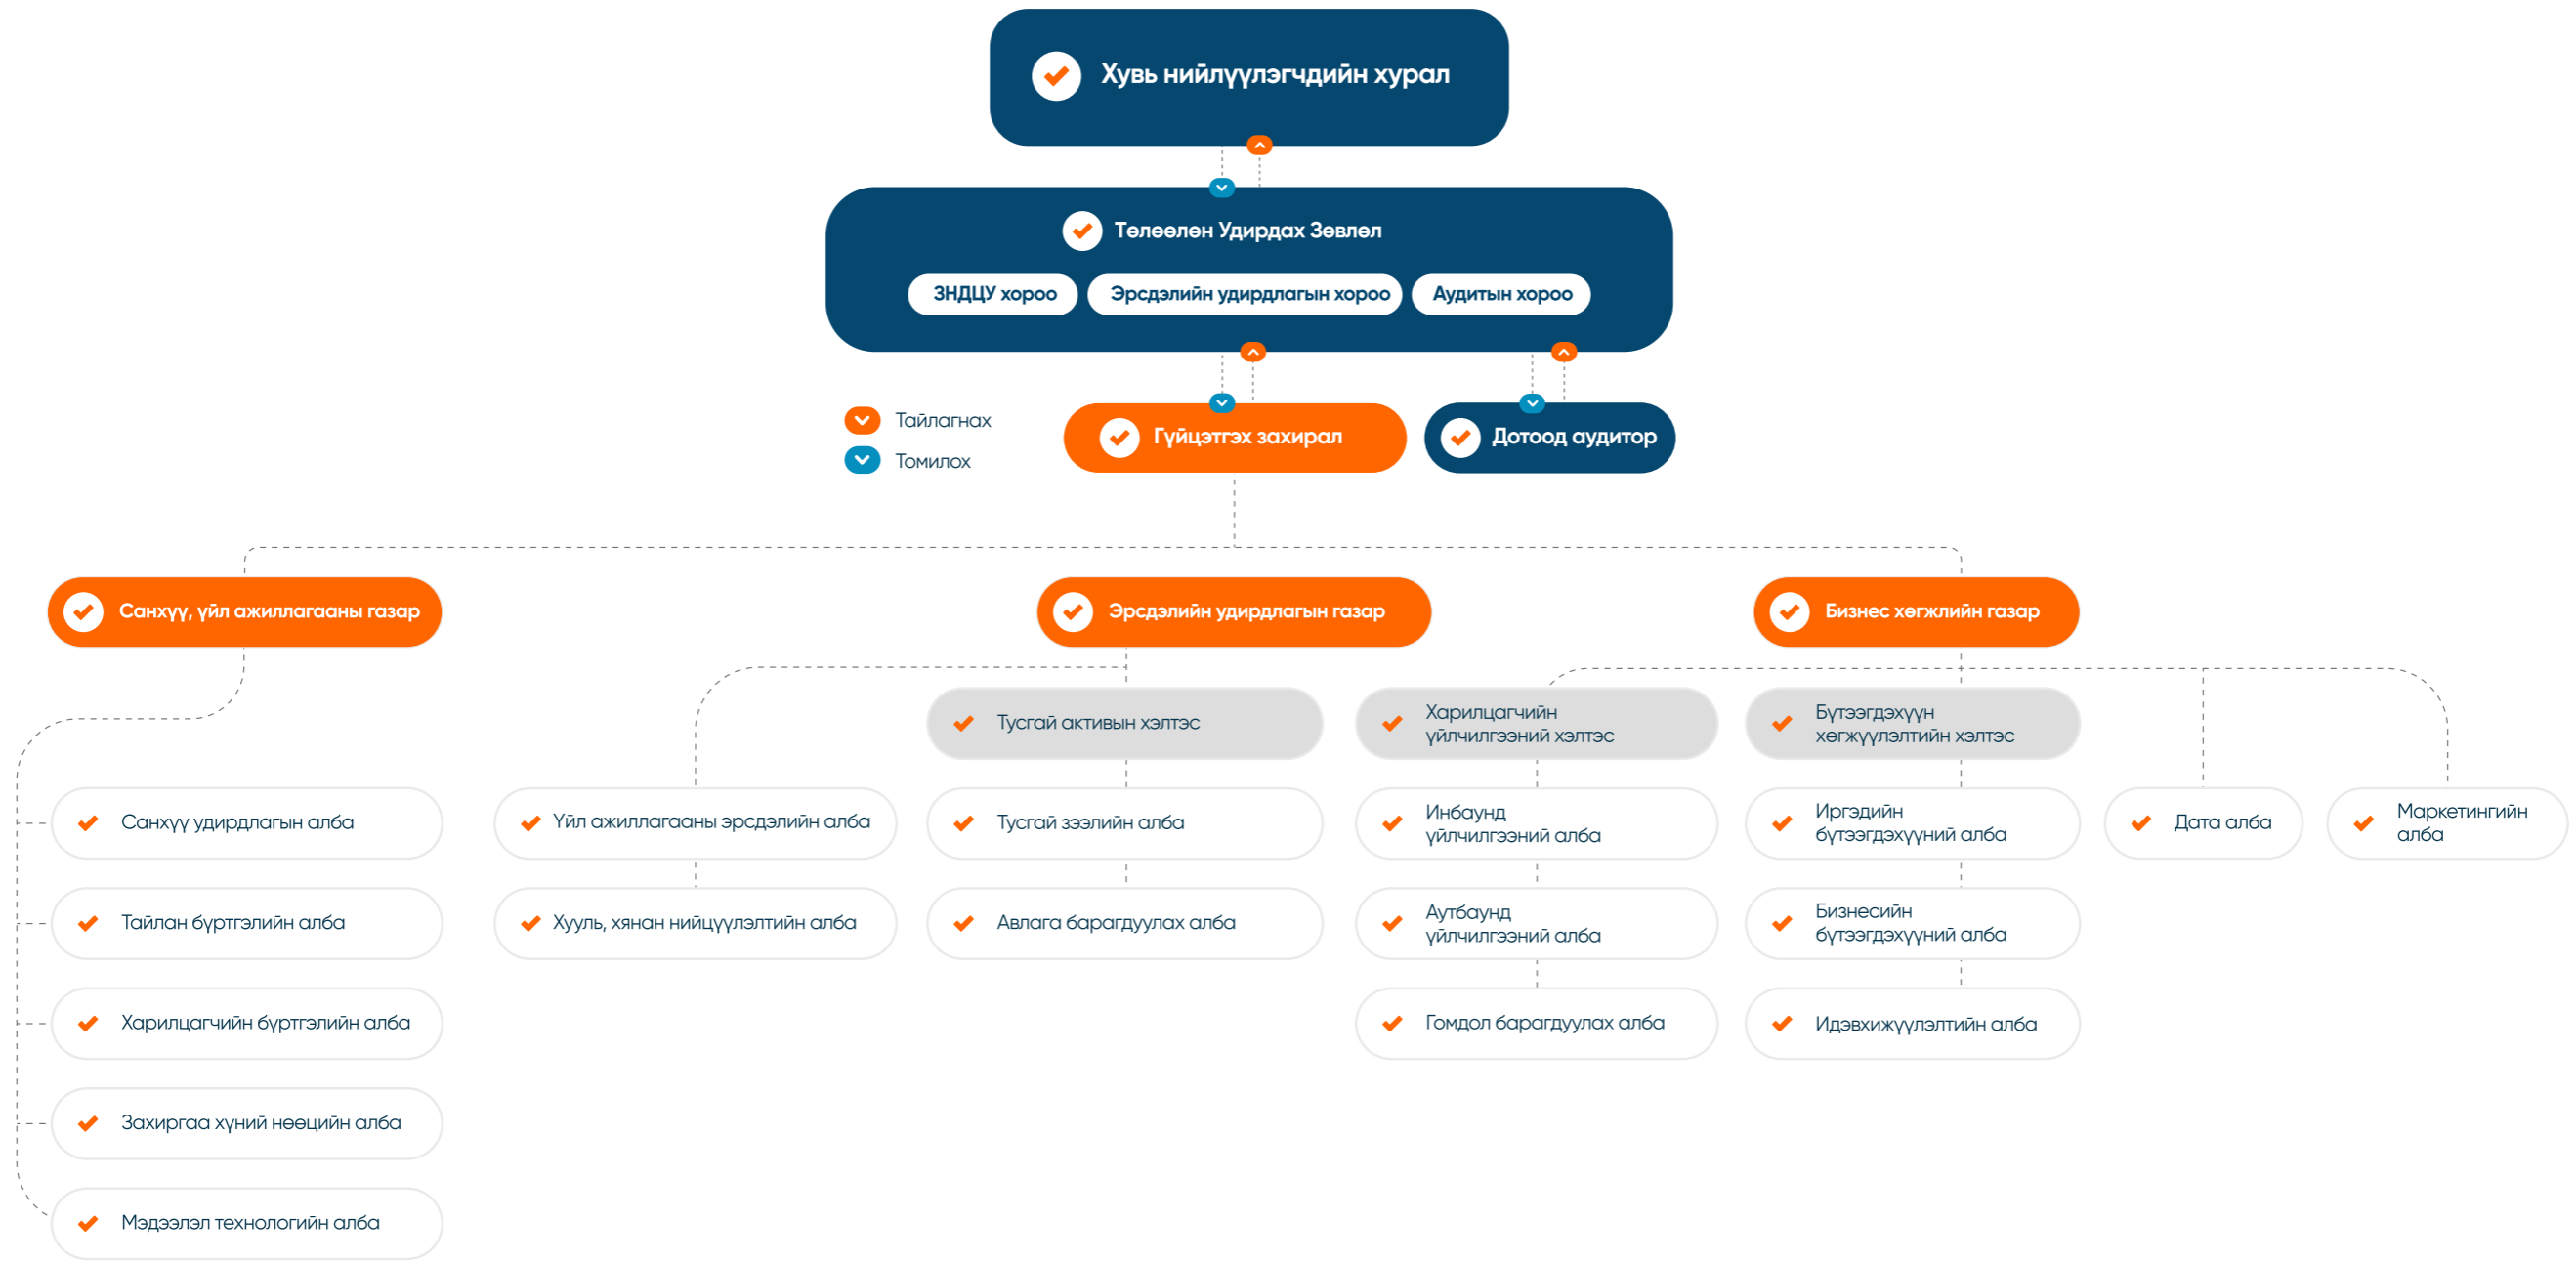 Хувь нийлүүлэгчдийн хурал
Төлөөлөн Удирдах Зөвлөл
ЗНДЦУ хороо
Эрсдэлийн удирдлагын хороо
Аудитын хороо
Тайлагнах
Томилох
Гүйцэтгэх захирал
Дотоод аудитор
Санхүү, үйл ажиллагааны газар
Эрсдэлийн удирдлагын газар
Бизнес хөгжлийн газар
Тусгай активын хэлтэс
Харилцагчийн
үйлчилгээний хэлтэс
Бүтээгдэхүүн
хөгжүүлэлтийн хэлтэс
Санхүү удирдлагын алба
Үйл ажиллагааны эрсдэлийн алба
Тусгай зээлийн алба
Инбаунд
үйлчилгээний алба
Иргэдийн
бүтээгдэхүүний алба
Дата алба
Маркетингийн
алба
Тайлан бүртгэлийн алба
Хууль, хянан нийцүүлэлтийн алба
Авлага барагдуулах алба
Аутбаунд
үйлчилгээний алба
Бизнесийн
бүтээгдэхүүний алба
Харилцагчийн бүртгэлийн алба
Гомдол барагдуулах алба
Идэвхижүүлэлтийн алба
Захиргаа хүний нөөцийн алба
Мэдээлэл технологийн алба